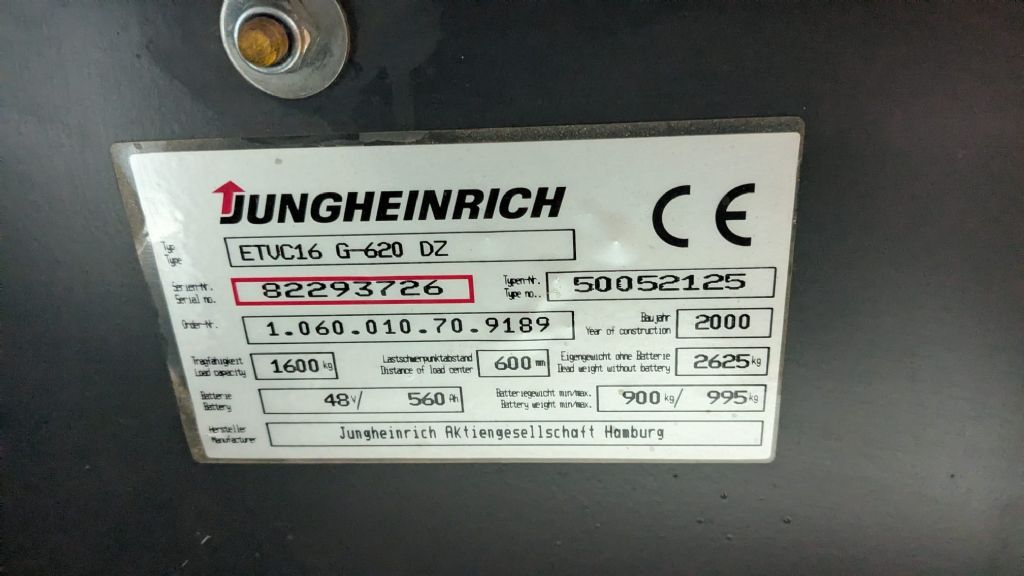 JUNGHEINRICH CE
Typ
Type
ETVC16 G-620 DZ
Serien-Nr.
Serial no.
82293726
Typen-Nr.
Type no..
50052125
Order-Nr.
1.060.010.70.9189
Baujahr
Year of construction
2000
Tragfähigkeit
Load capacity
1600 kg
Lastschwerpunktabstand
Distance of load center
600 mm
Eigengewicht ohne Batterie
Dead weight without battery
2625 kg
Batterie
Battery
48 V/ 560 Ah
Batteriegewicht min/max.
Battery weight min/max.
900 kg/ 995 kg
Hersteller
Manufacturer
Jungheinrich Aktiengesellschaft Hamburg